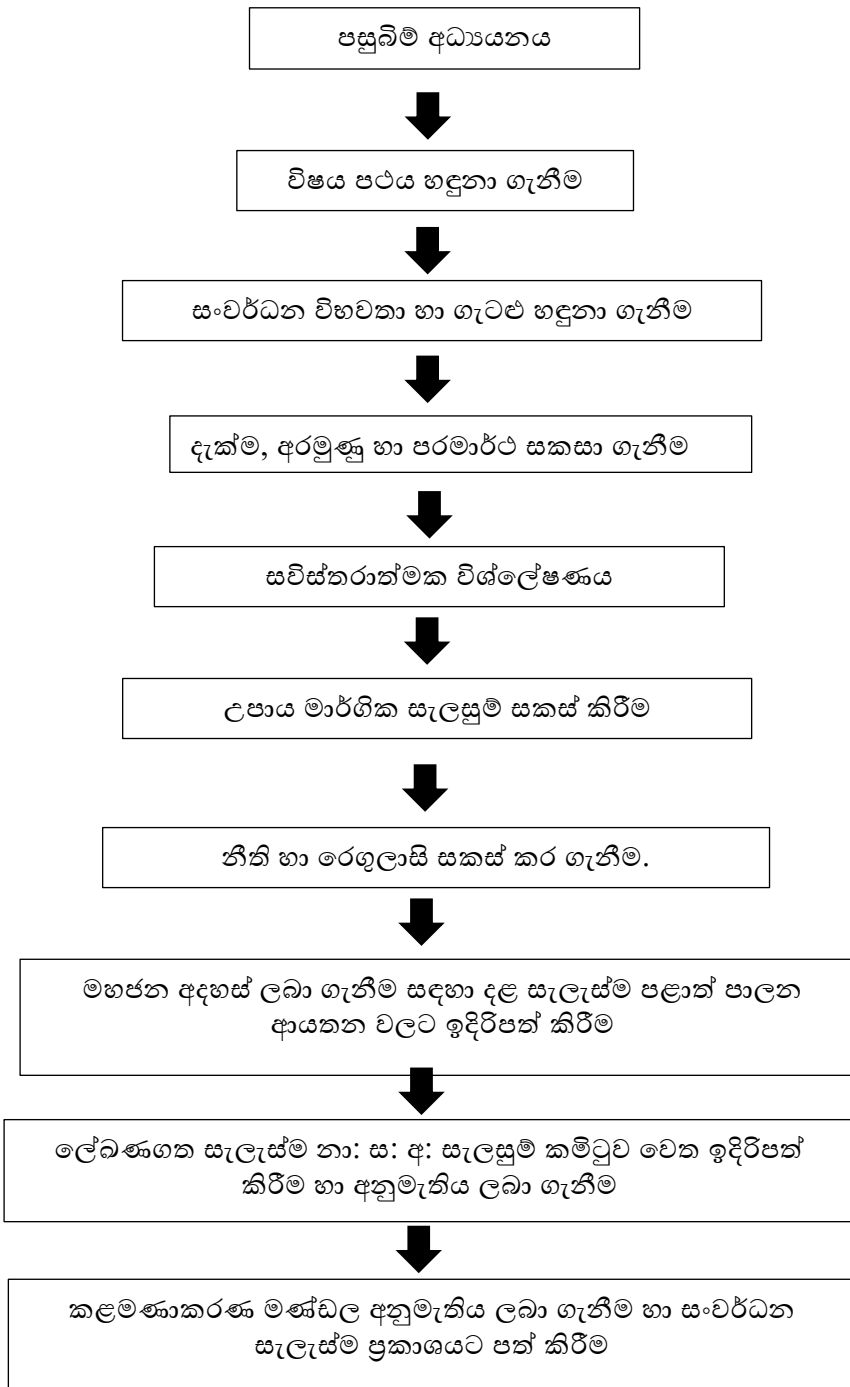 පසුබිම් අධ්‍යයනය
විෂය පථය හඳුනා ගැනීම
සංවර්ධන විභවතා හා ගැටළු හඳුනා ගැනීම
දැක්ම, අරමුණු හා පරමාර්ථ සකසා ගැනීම
සවිස්තරාත්මක විශ්ලේෂණය
උපාය මාර්ගික සැලසුම් සකස් කිරීම
නීති හා රෙගුලාසි සකස් කර ගැනීම.
මහජන අදහස් ලබා ගැනීම සඳහා දළ සැලැස්ම පළාත් පාලන
ආයතන වලට ඉදිරිපත් කිරීම
ලේඛණගත සැලැස්ම නා: ස: අ: සැලසුම් කමිටුව වෙත ඉදිරිපත්
කිරීම හා අනුමැතිය ලබා ගැනීම
කළමණාකරණ මණ්ඩල අනුමැතිය ලබා ගැනීම හා සංවර්ධන
සැලැස්ම ප්‍රකාශයට පත් කිරීම